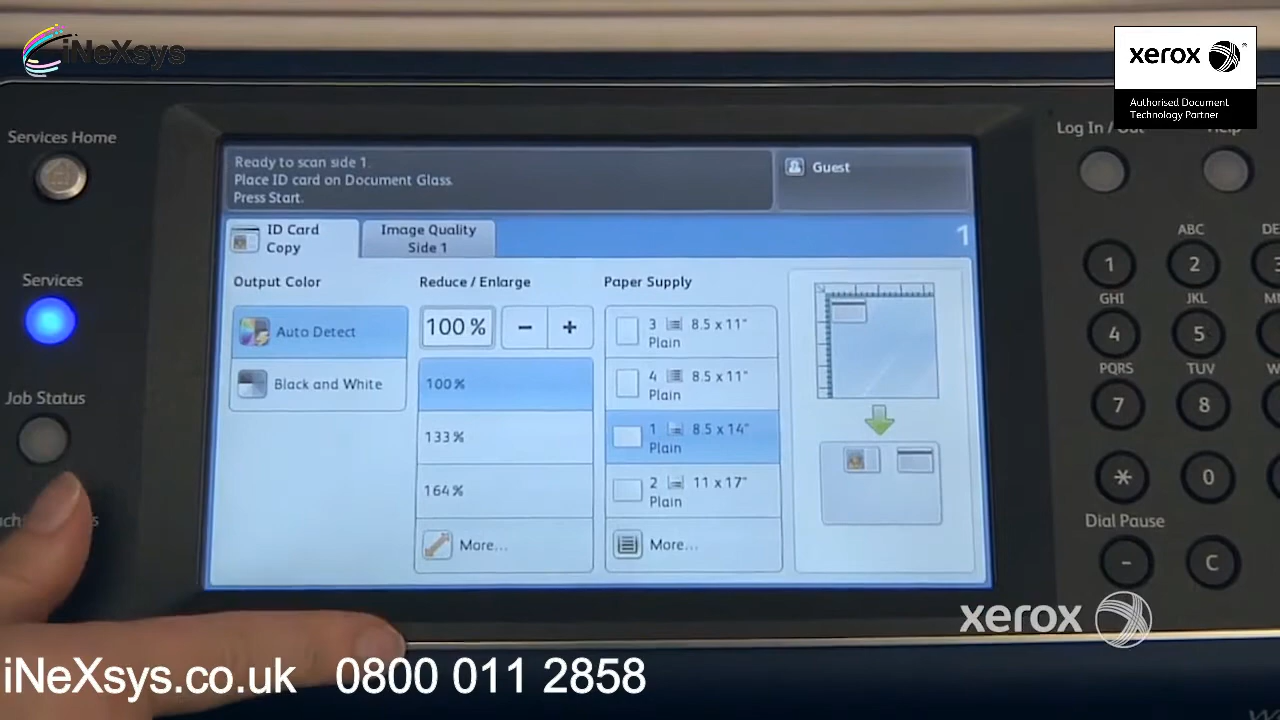 iNeXsys
xerox
Authorised Document
Technology Partner
Services Home
Log In / Out
Help
Ready to scan side 1.
Place ID card on Document Glass.
Press Start.
Guest
ID Card
Copy
Image Quality
Side 1
1
Output Color
Auto Detect
Black and White
Reduce / Enlarge
100 %
− +
100 %
133 %
164 %
More...
Paper Supply
3 8.5 x 11"
Plain
4 8.5 x 11"
Plain
1 8.5 x 14"
Plain
2 11 x 17"
Plain
More...
Services
Job Status
ABC
1 2 3
GHI JKL
4 5
PQRS TUV
7 8
* 0
Dial Pause
- C
xerox
iNeXsys.co.uk 0800 011 2858